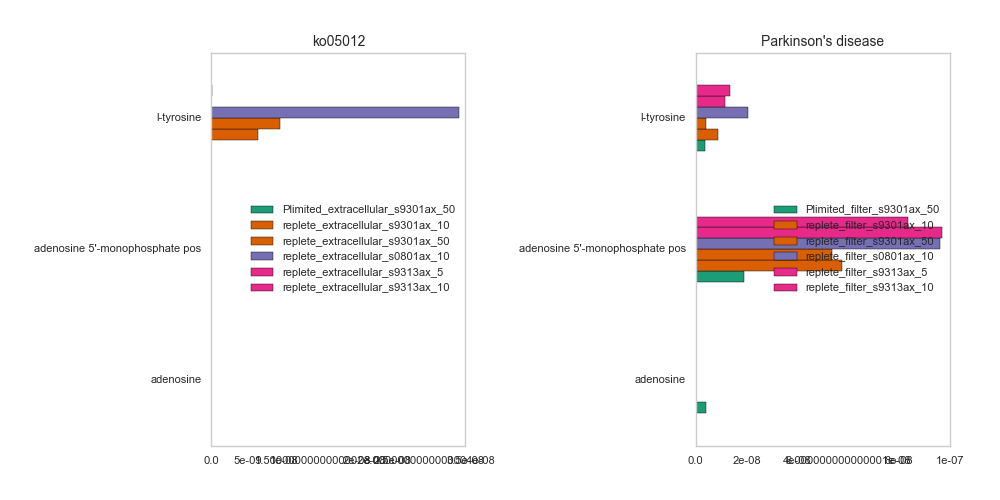 ko05012
l-tyrosine
adenosine 5'-monophosphate pos
adenosine
Plimited_extracellular_s9301ax_50
replete_extracellular_s9301ax_10
replete_extracellular_s9301ax_50
replete_extracellular_s0801ax_10
replete_extracellular_s9313ax_5
replete_extracellular_s9313ax_10
0.0
Parkinson's disease
l-tyrosine
adenosine 5'-monophosphate pos
adenosine
Plimited_filter_s9301ax_50
replete_filter_s9301ax_10
replete_filter_s9301ax_50
replete_filter_s0801ax_10
replete_filter_s9313ax_5
replete_filter_s9313ax_10
0.0 2e-08 1e-07